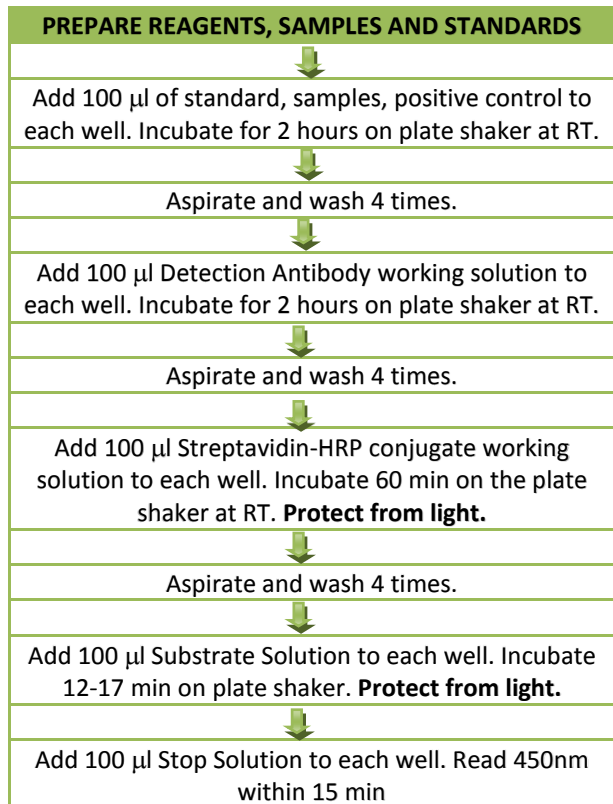 PREPARE REAGENTS, SAMPLES AND STANDARDS
Add 100 µl of standard, samples, positive control to
each well. Incubate for 2 hours on plate shaker at RT.
Aspirate and wash 4 times.
Add 100 µl Detection Antibody working solution to
each well. Incubate for 2 hours on plate shaker at RT.
Aspirate and wash 4 times.
Add 100 µl Streptavidin-HRP conjugate working
solution to each well. Incubate 60 min on the plate
shaker at RT. Protect from light.
Aspirate and wash 4 times.
Add 100 µl Substrate Solution to each well. Incubate
12-17 min on plate shaker. Protect from light.
Add 100 µl Stop Solution to each well. Read 450nm
within 15 min